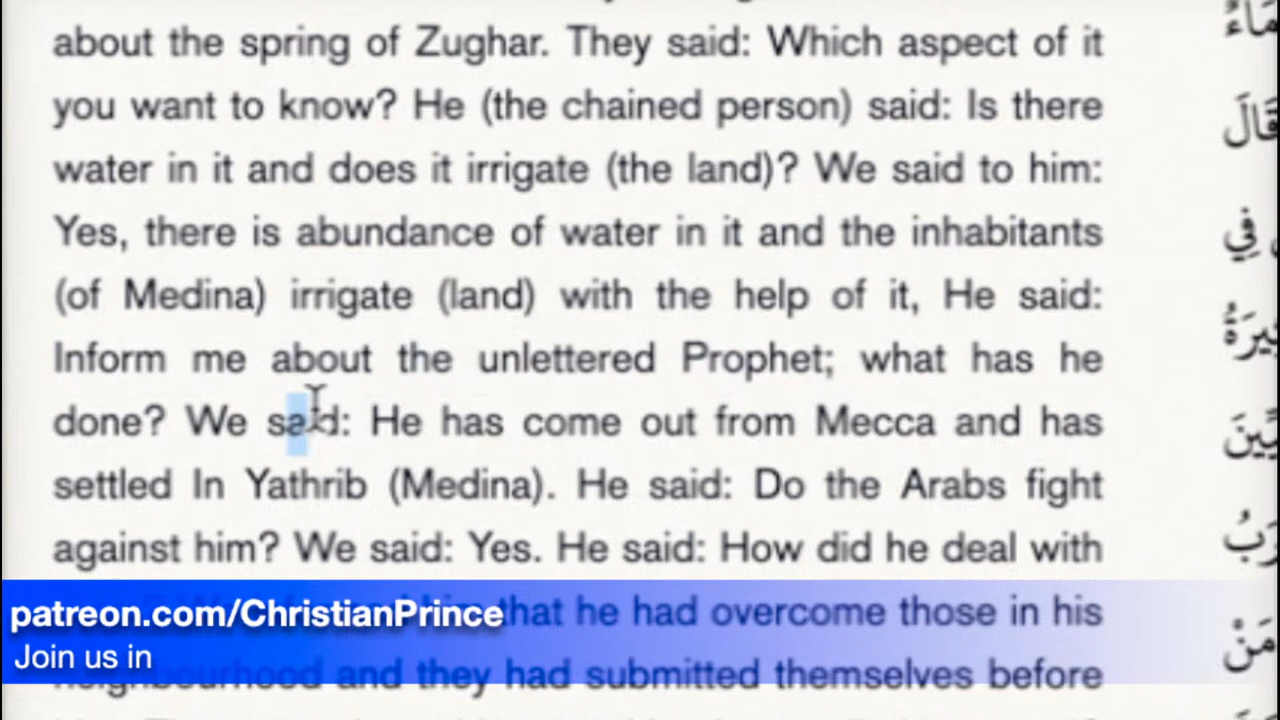 about the spring of Zughar. They said: Which aspect of it
you want to know? He (the chained person) said: Is there
water in it and does it irrigate (the land)? We said to him:
Yes, there is abundance of water in it and the inhabitants
(of Medina) irrigate (land) with the help of it, He said:
Inform me about the unlettered Prophet; what has he
done? We said: He has come out from Mecca and has
settled In Yathrib (Medina). He said: Do the Arabs fight
against him? We said: Yes. He said: How did he deal with
that he had overcome those in his
neighbourhood and they had submitted themselves before
patreon.com/ChristianPrince
Join us in
قَالَ
فِي
مَنْ